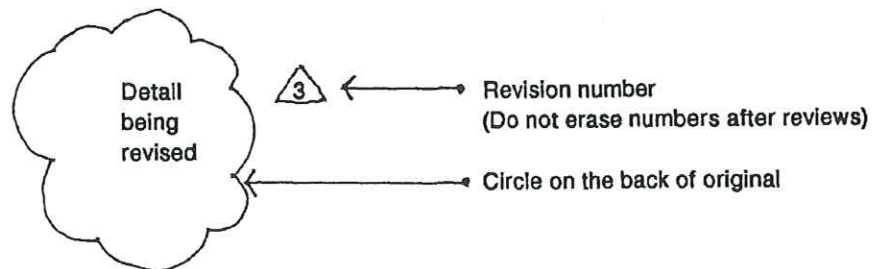 Detail
being
revised
3
Revision number
(Do not erase numbers after reviews)
Circle on the back of original